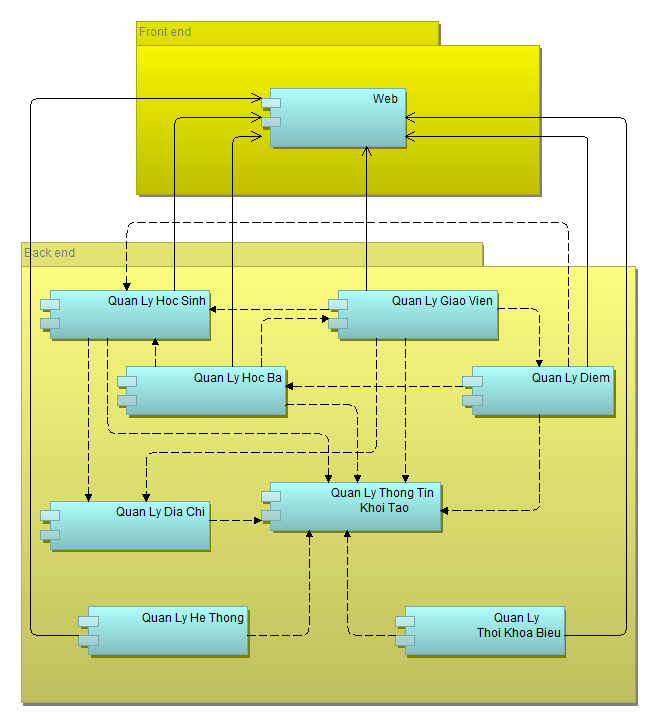 Front end
Web
Back end
Quan Ly Hoc Sinh
Quan Ly Giao Vien
Quan Ly Hoc Ba
Quan Ly Diem
Quan Ly Thong Tin
Khoi Tao
Quan Ly Dia Chi
Quan Ly He Thong
Quan Ly
Thoi Khoa Bieu